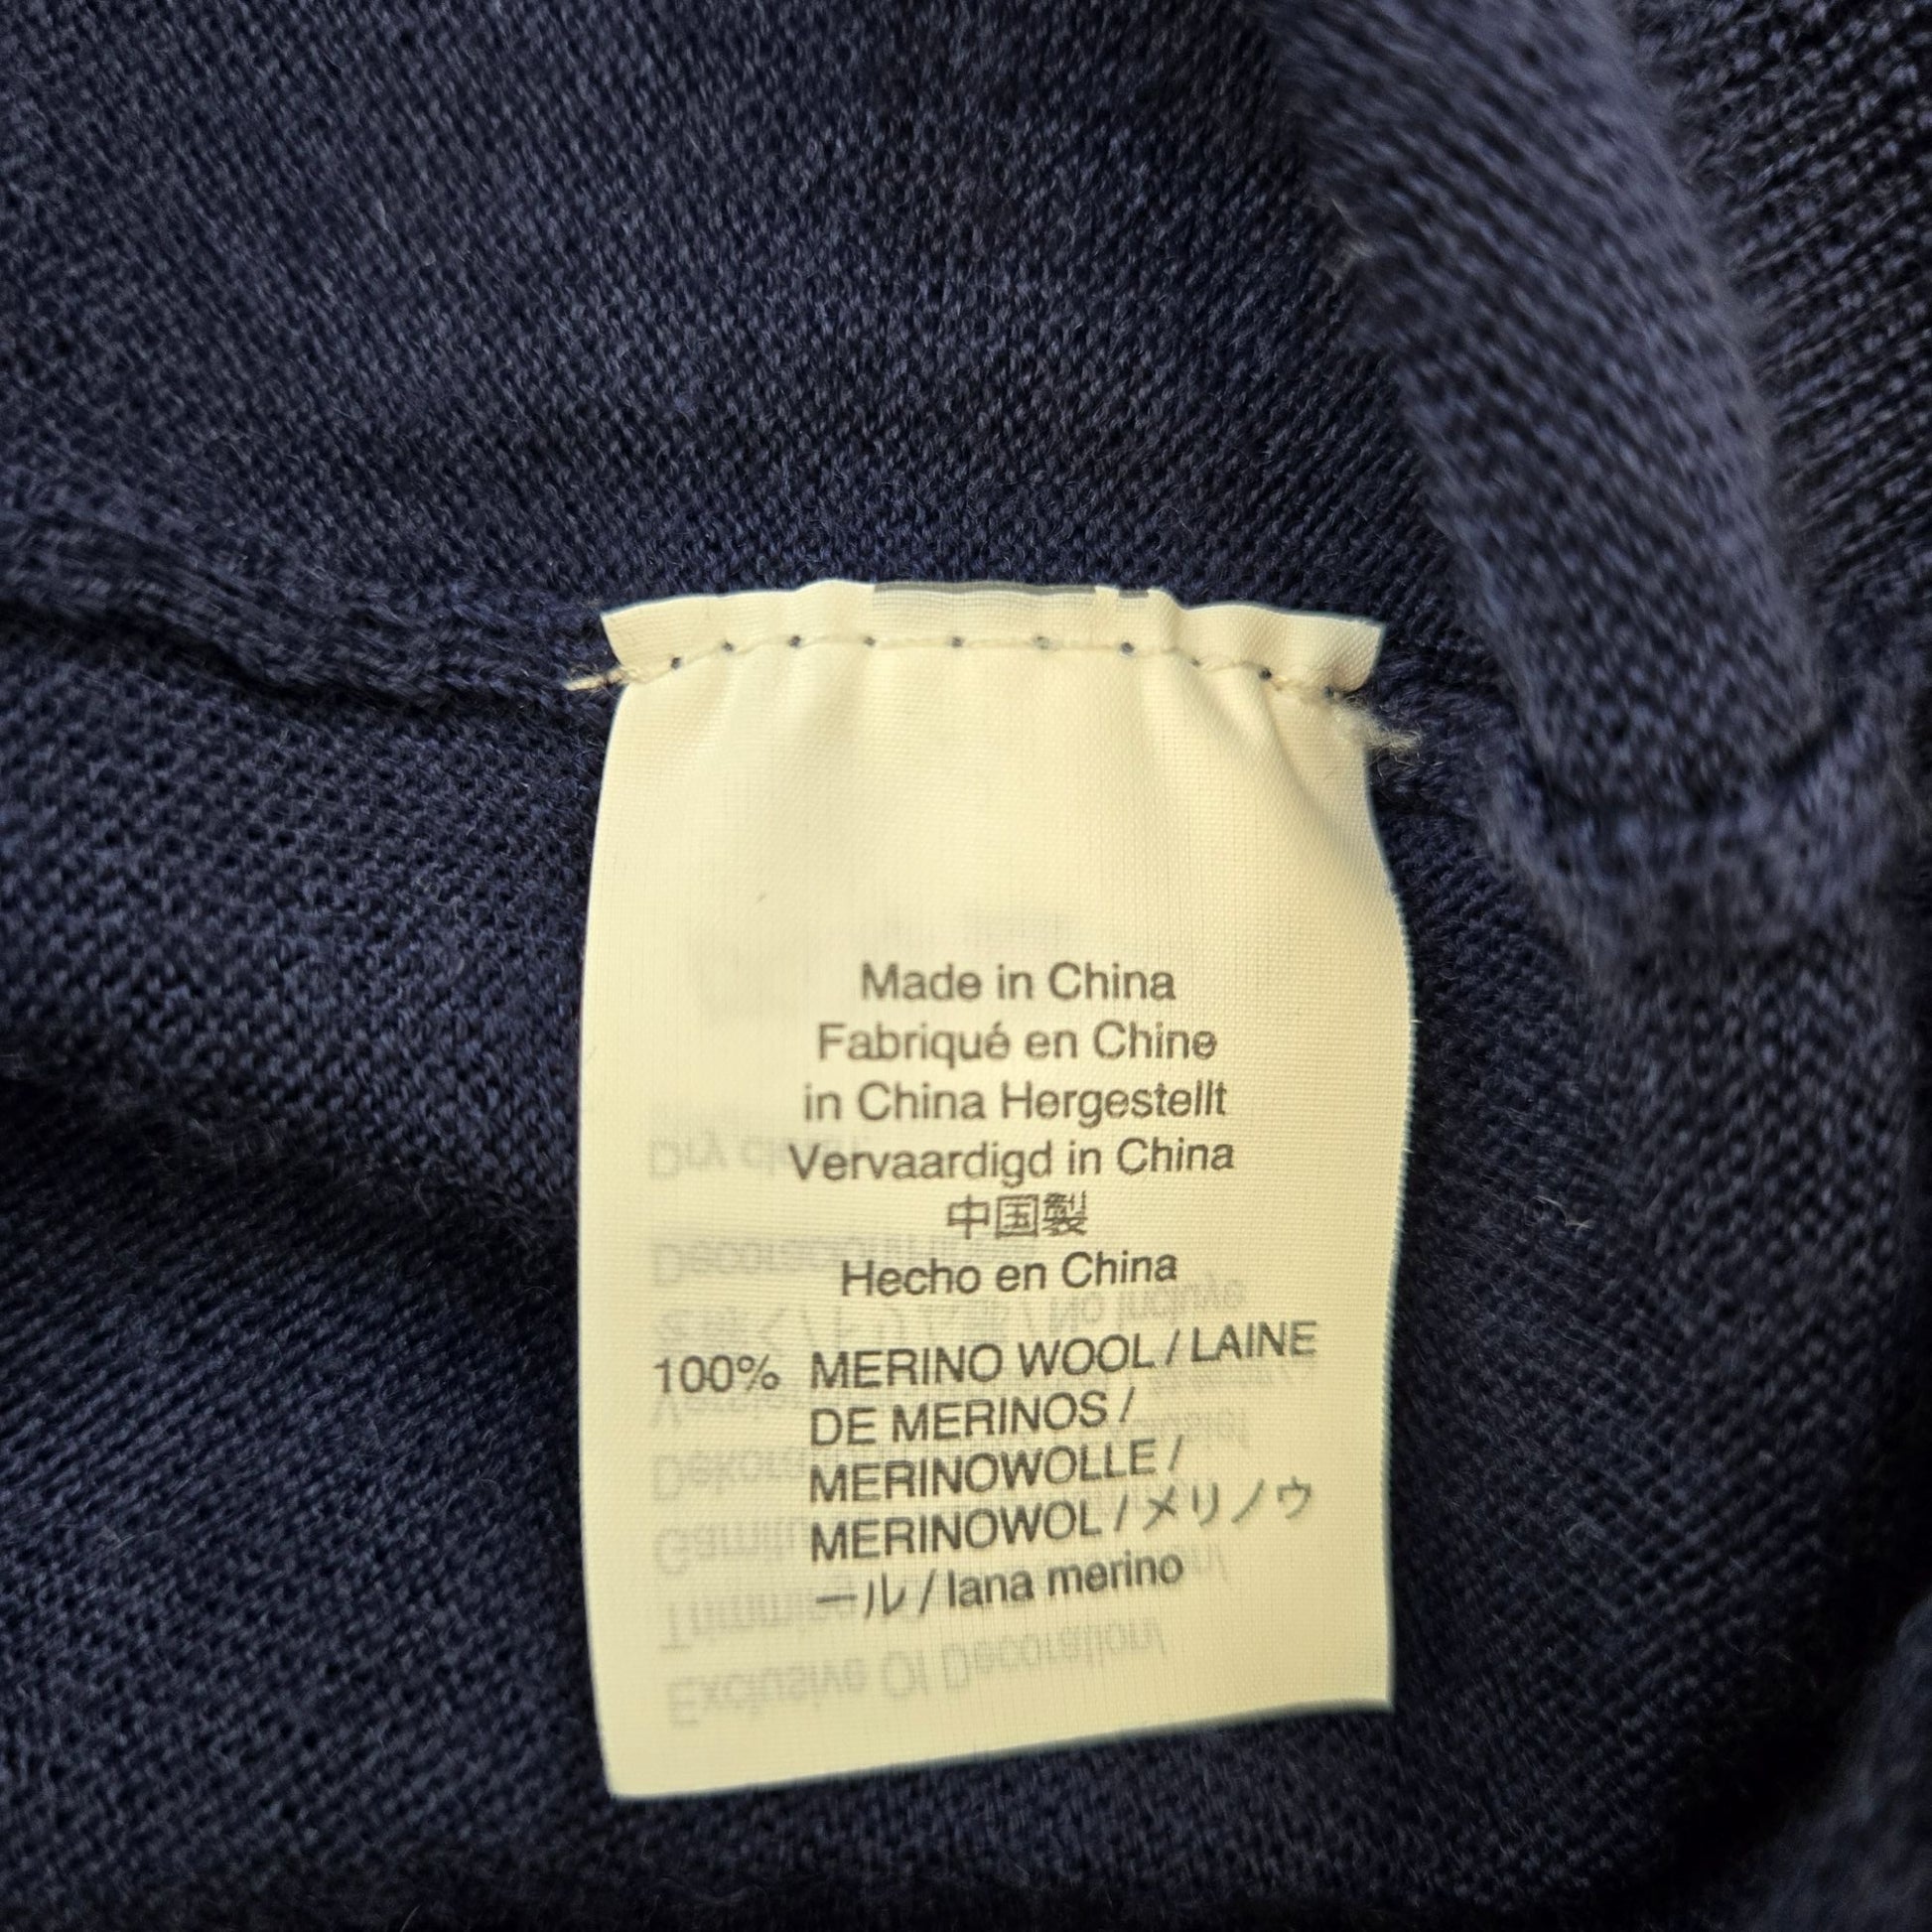 Made in China
Fabriqué en Chine
in China Hergestellt
Vervaardigd in China
中国製
Hecho en China
100% MERINO WOOL / LAINE
DE MERINOS /
MERINOWOLLE /
MERINOWOL / メリノウ
ール / lana merino